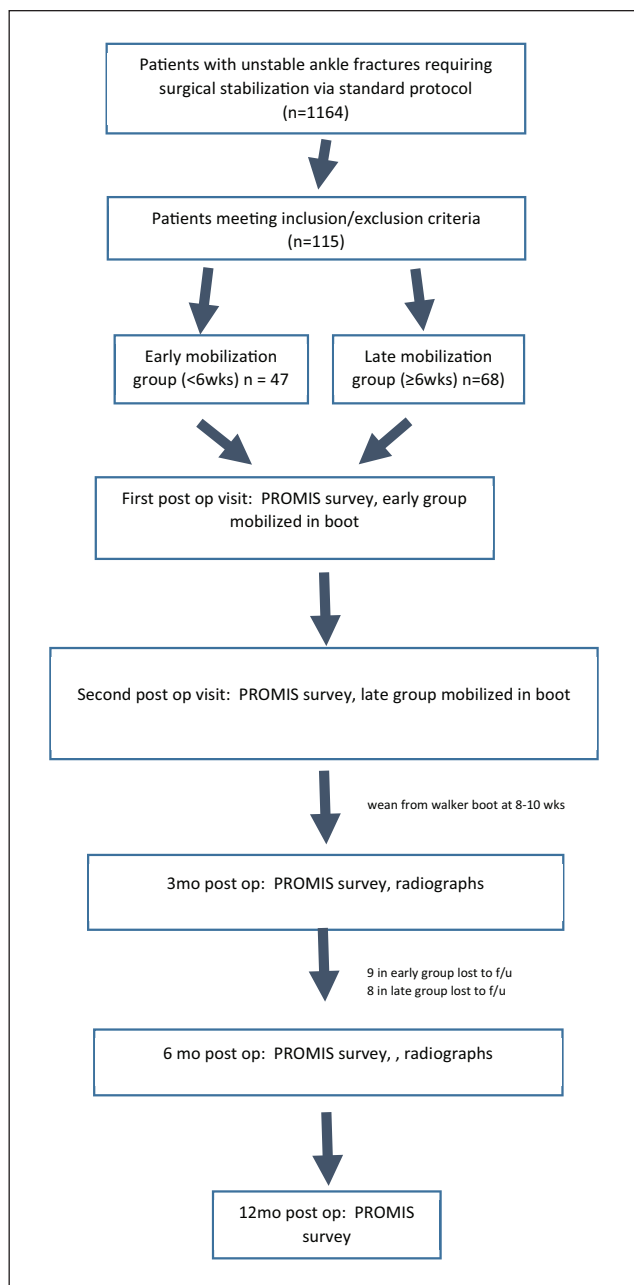 Patients with unstable ankle fractures requiring
surgical stabilization via standard protocol
(n=1164)
Patients meeting inclusion/exclusion criteria
(n=115)
Early mobilization
group (<6wks) n = 47
Late mobilization
group (≥6wks) n=68)
First post op visit: PROMIS survey, early group
mobilized in boot
Second post op visit: PROMIS survey, late group mobilized in boot
wean from walker boot at 8-10 wks
3mo post op: PROMIS survey, radiographs
9 in early group lost to f/u
8 in late group lost to f/u
6 mo post op: PROMIS survey, , radiographs
12mo post op: PROMIS
survey